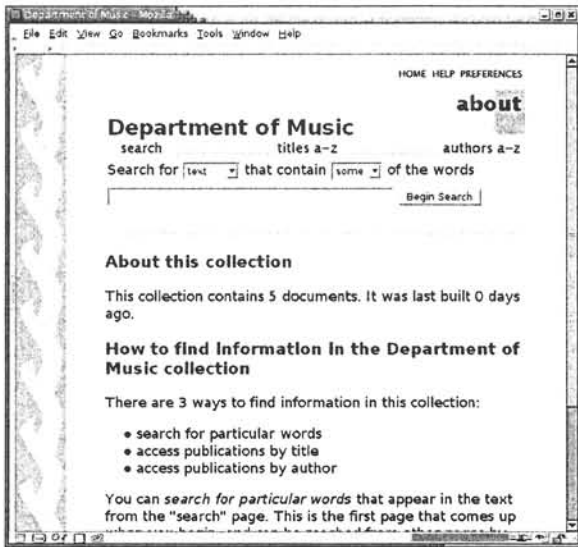 Department of Music - Mozilla
File Edit View Go Bookmarks Tools Window Help
HOME HELP PREFERENCES
about
Department of Music
search titles a-z authors a-z
Search for text that contain some of the words
Begin Search
About this collection
This collection contains 5 documents. It was last built 0 days
ago.
How to find information in the Department of
Music collection
There are 3 ways to find information in this collection:
• search for particular words
• access publications by title
• access publications by author
You can search for particular words that appear in the text
from the "search" page. This is the first page that comes up